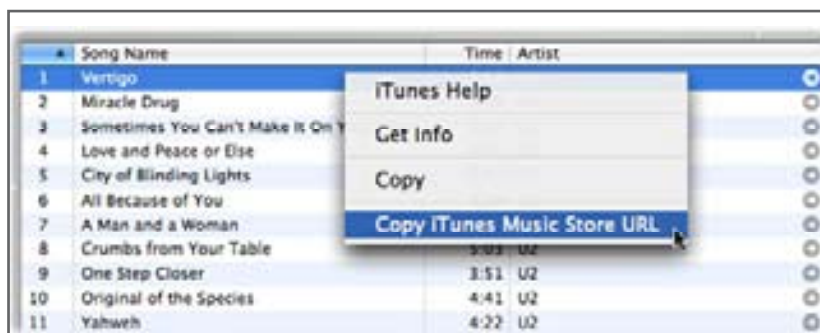 Song Name Time Artist
1 Vertigo
2 Miracle Drug
3 Sometimes You Can't Make It On
4 Love and Peace or Else
5 City of Blinding Lights
6 All Because of You
7 A Man and a Woman
8 Crumbs from Your Table 5:03 U2
9 One Step Closer 3:51 U2
10 Original of the Species 4:41 U2
11 Yahweh 4:22 U2
iTunes Help
Get Info
Copy
Copy iTunes Music Store URL